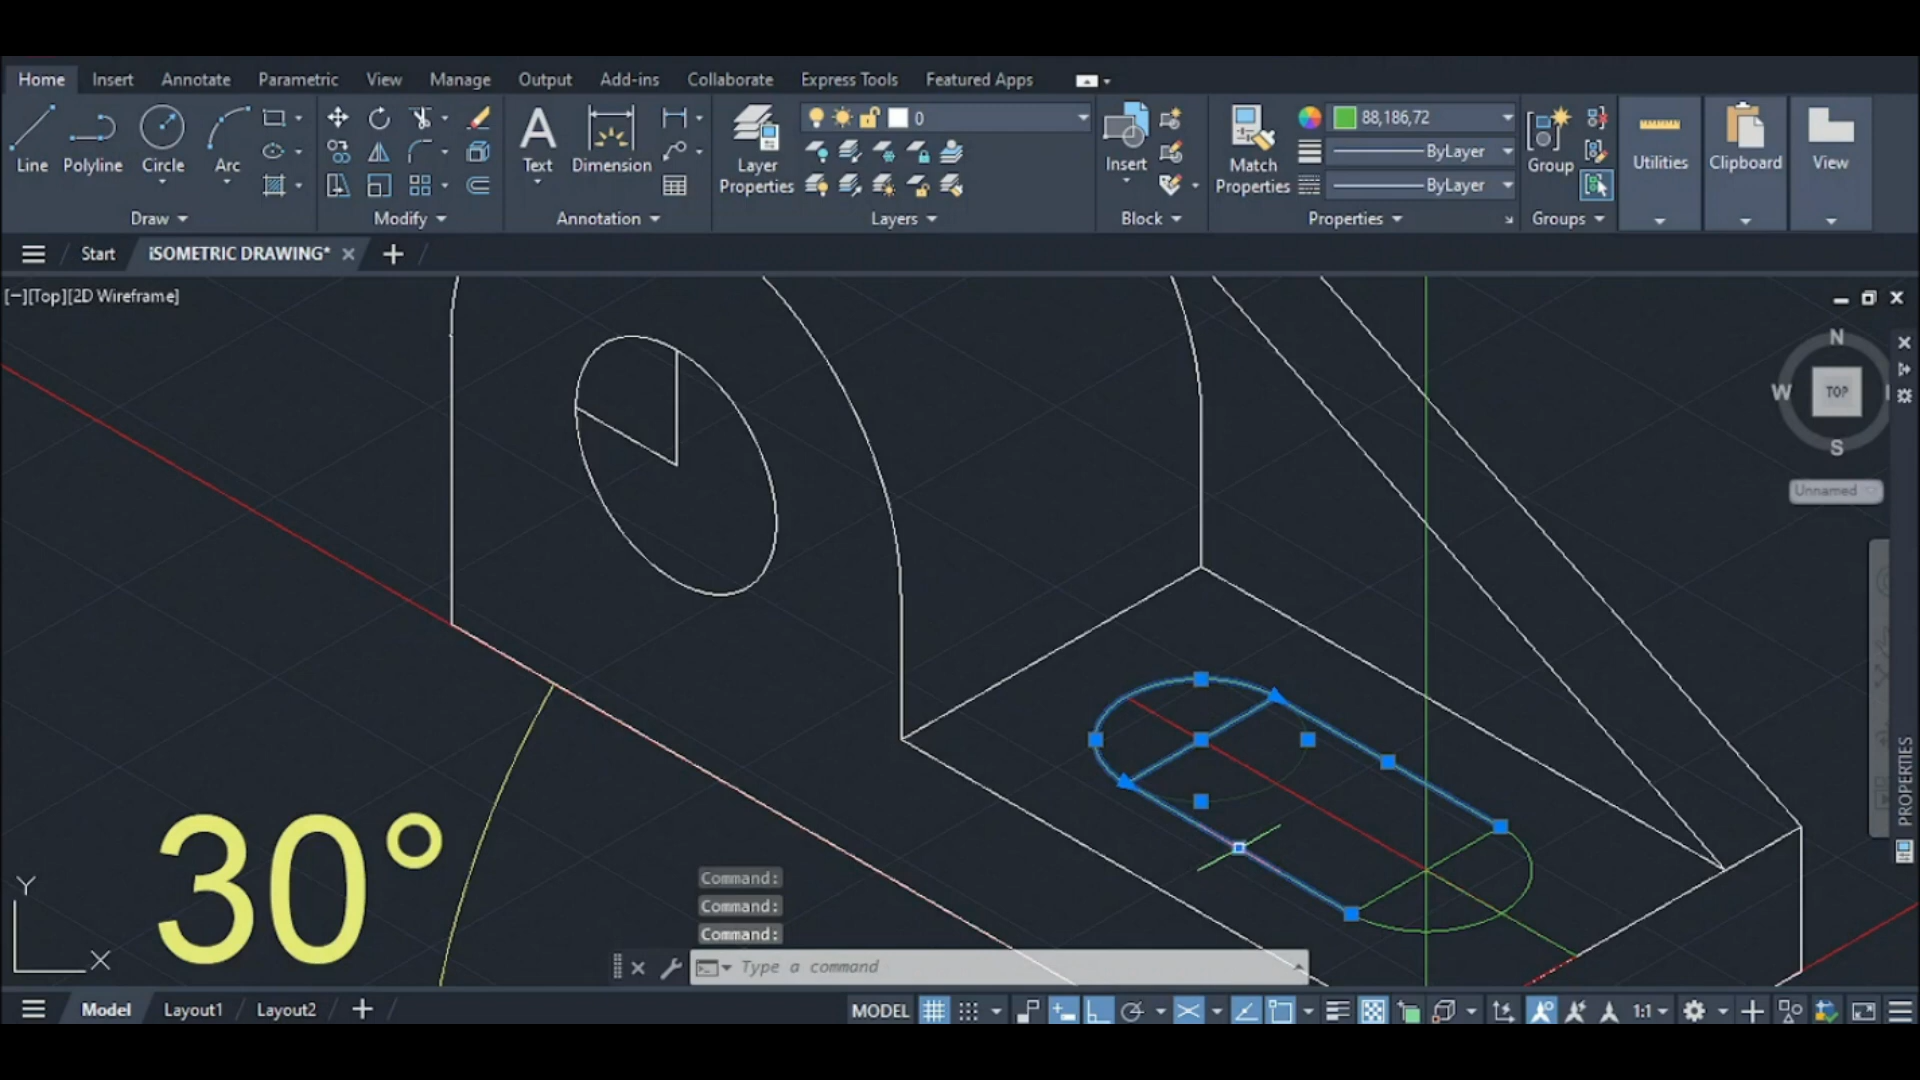 Home Insert Annotate Parametric View Manage Output Add-ins Collaborate Express Tools Featured Apps
0
88,186,72
ByLayer
ByLayer
Line Polyline Circle Arc
Text Dimension
Layer
Properties
Insert
Match
Properties
Group
Utilities
Clipboard
View
Draw
Modify
Annotation
Layers
Block
Properties
Groups
Start
iSOMETRIC DRAWING*
[−][Top][2D Wireframe]
N
W
TOP
S
Unnamed
PROPERTIES
30°
Y
X
Command:
Command:
Command:
Type a command
Model Layout1 Layout2
MODEL
1:1